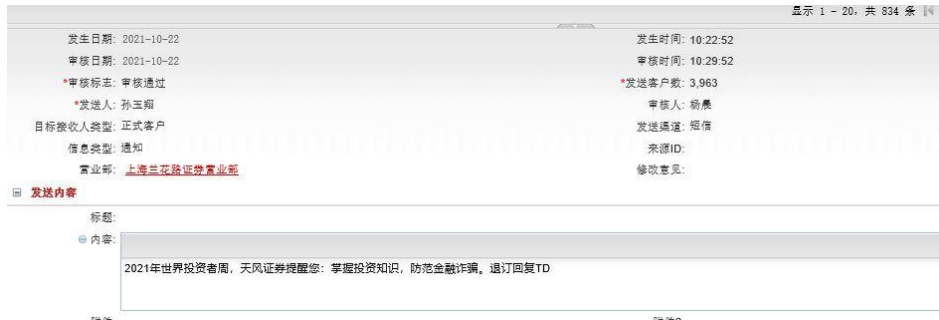 显示 1 - 20，共 834 条
发生日期: 2021-10-22 发生时间: 10:22:52
审核日期: 2021-10-22 审核时间: 10:29:52
*审核标志: 审核通过 *发送客户数: 3,963
*发送人: 孙玉翔 审核人: 杨晨
目标接收人类型: 正式客户 发送渠道: 短信
信息类型: 通知 来源ID:
营业部: 上海兰花路证券营业部 修改意见:
发送内容
标题:
内容:
2021年世界投资者周，天风证券提醒您：掌握投资知识，防范金融诈骗。退订回复TD